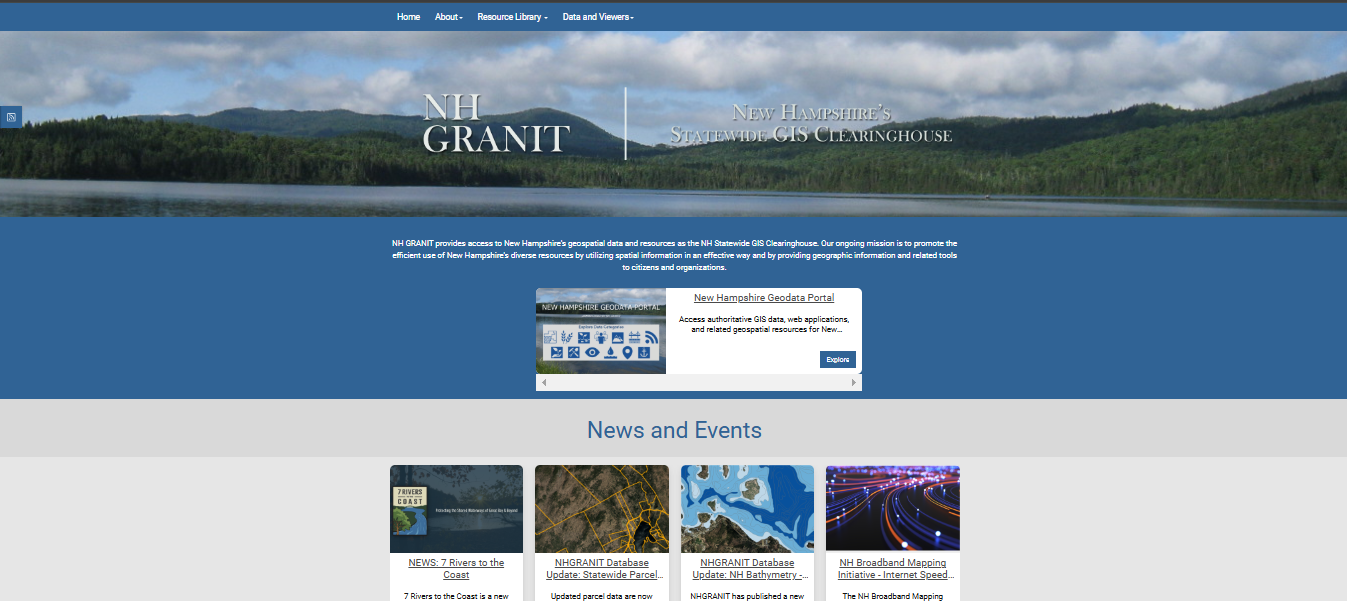 Home About Resource Library Data and Viewers
NH
GRANIT
NEW HAMPSHIRE'S
STATEWIDE GIS CLEARINGHOUSE
NH GRANIT provides access to New Hampshire's geospatial data and resources as the NH Statewide GIS Clearinghouse. Our ongoing mission is to promote the
efficient use of New Hampshire's diverse resources by utilizing spatial information in an effective way and by providing geographic information and related tools
to citizens and organizations.
NEW HAMPSHIRE GEODATA PORTAL
Explore Data Categories
New Hampshire Geodata Portal
Access authoritative GIS data, web applications,
and related geospatial resources for New...
Explore
News and Events
7 RIVERS
COAST
Protecting the Shared Waterways of Great Bay & Beyond
NEWS: 7 Rivers to the
Coast
7 Rivers to the Coast is a new
NHGRANIT Database
Update: Statewide Parcel...
Updated parcel data are now
NHGRANIT Database
Update: NH Bathymetry -...
NHGRANIT has published a new
NH Broadband Mapping
Initiative - Internet Speed...
The NH Broadband Mapping